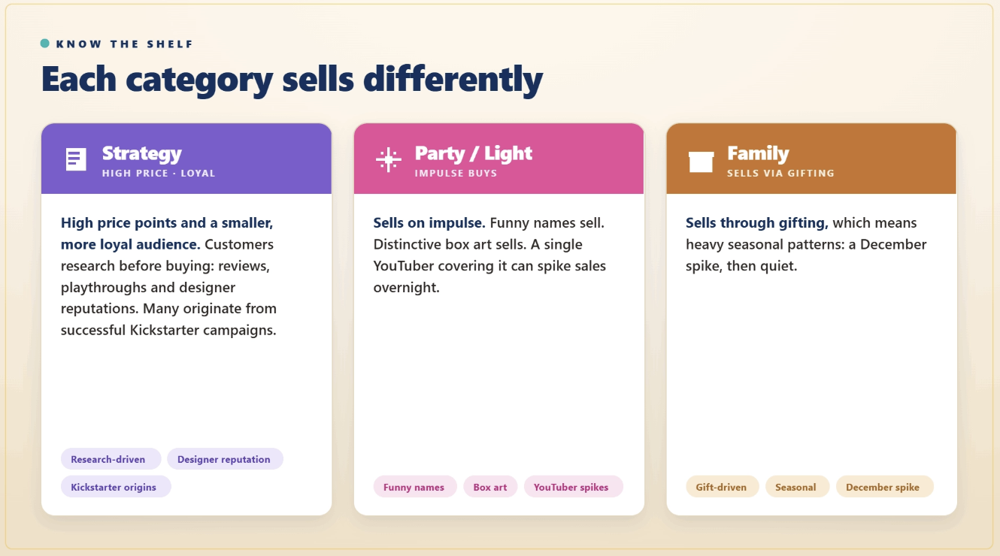 KNOW THE SHELF
Each category sells differently
Strategy
HIGH PRICE · LOYAL
High price points and a smaller,
more loyal audience. Customers
research before buying: reviews,
playthroughs and designer
reputations. Many originate from
successful Kickstarter campaigns.
Research-driven
Designer reputation
Kickstarter origins
Party / Light
IMPULSE BUYS
Sells on impulse. Funny names sell.
Distinctive box art sells. A single
YouTuber covering it can spike sales
overnight.
Funny names
Box art
YouTuber spikes
Family
SELLS VIA GIFTING
Sells through gifting, which means
heavy seasonal patterns: a December
spike, then quiet.
Gift-driven
Seasonal
December spike